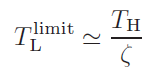 T_L^limit ≃ T_H / ζ